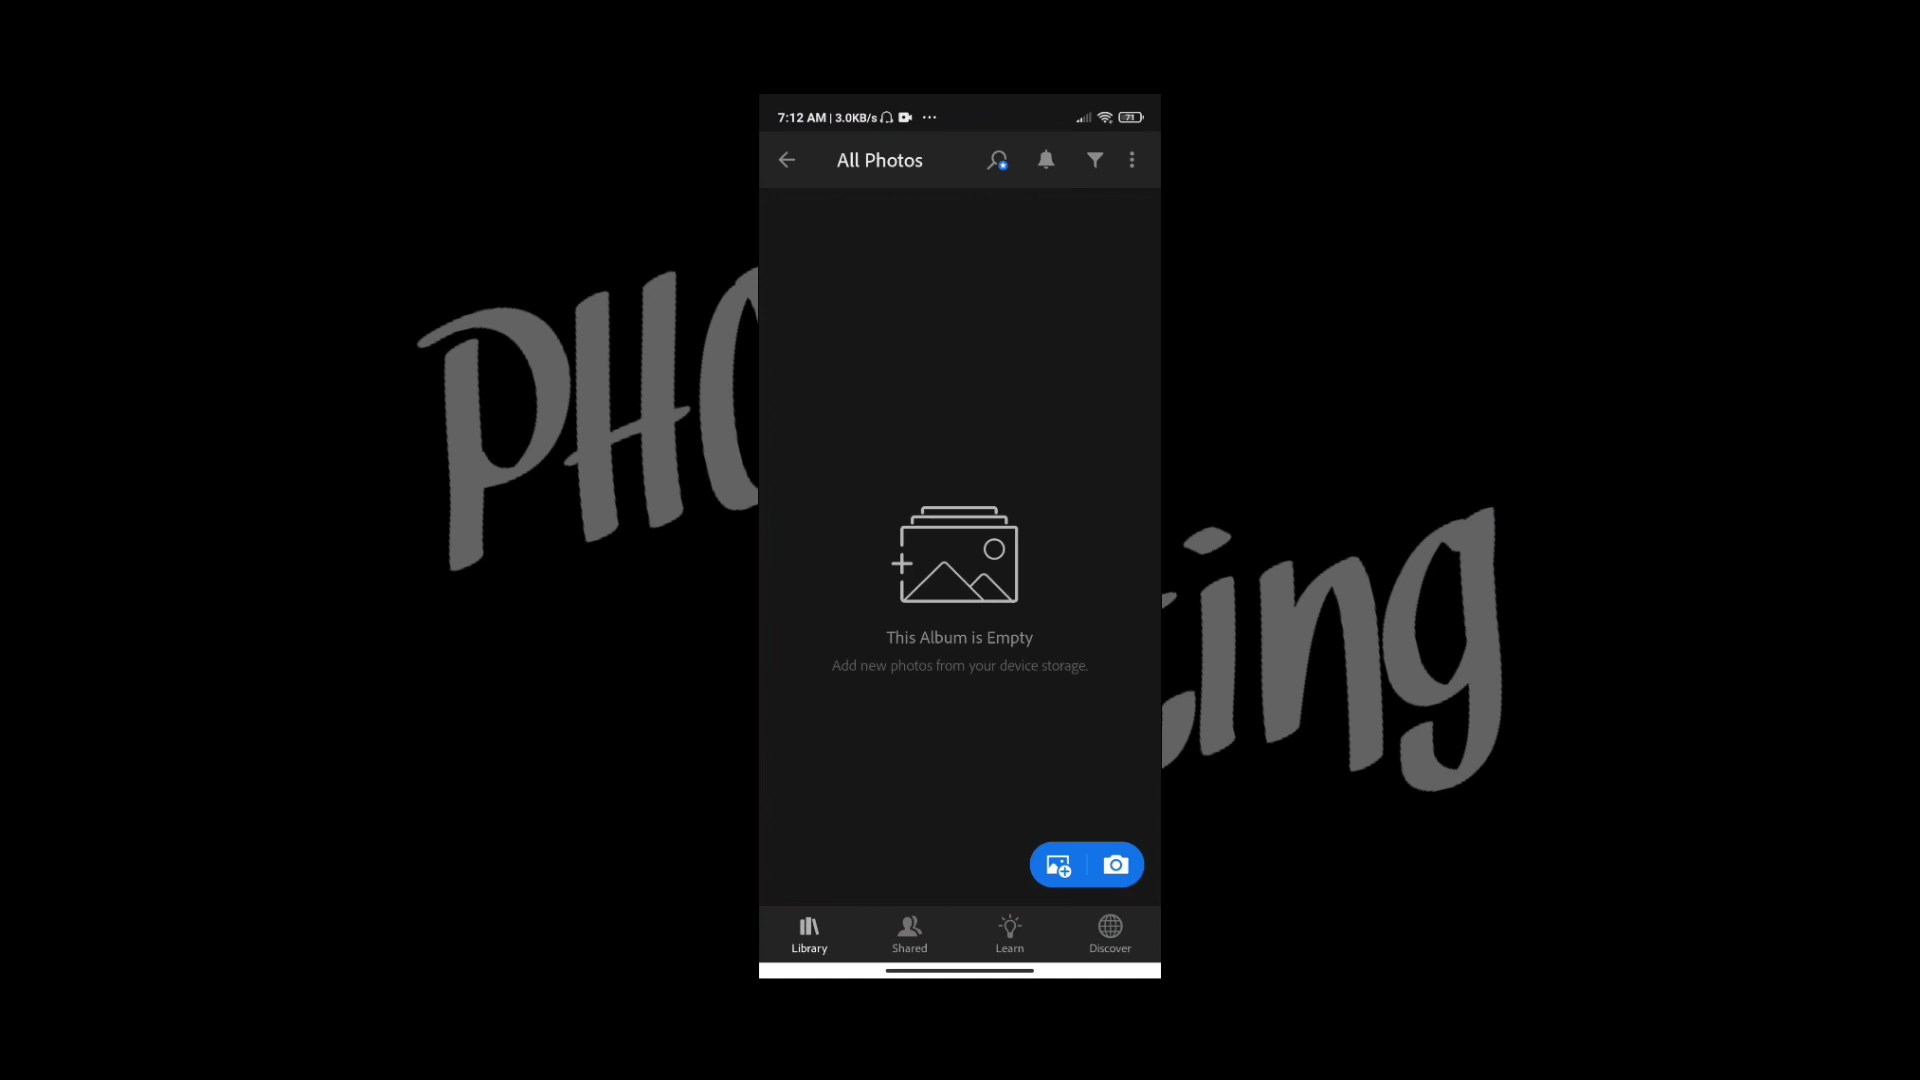 7:12 AM | 3.0KB/s
71
All Photos
PHO
ing
This Album is Empty
Add new photos from your device storage.
Library
Shared
Learn
Discover